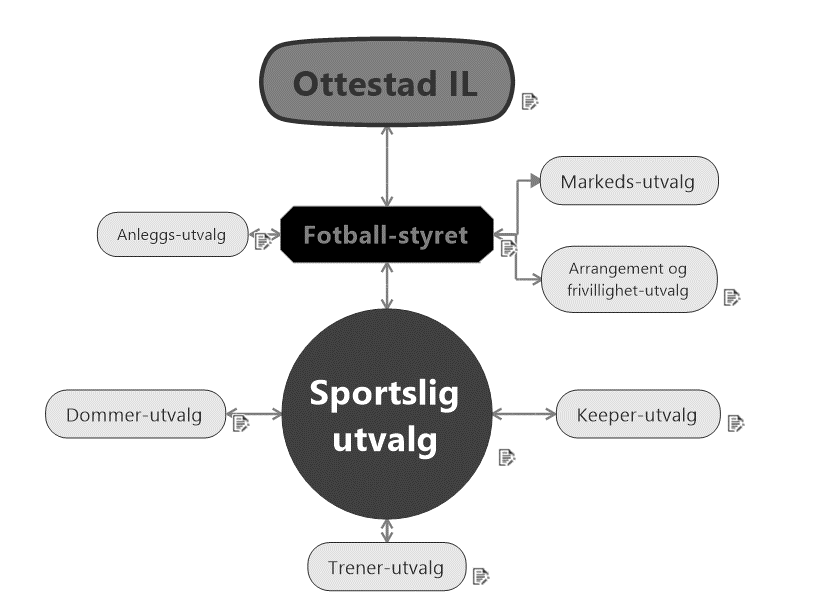 Ottestad IL
Markeds-utvalg
Anleggs-utvalg
Fotball-styret
Arrangement og
frivillighet-utvalg
Sportslig
utvalg
Dommer-utvalg
Keeper-utvalg
Trener-utvalg